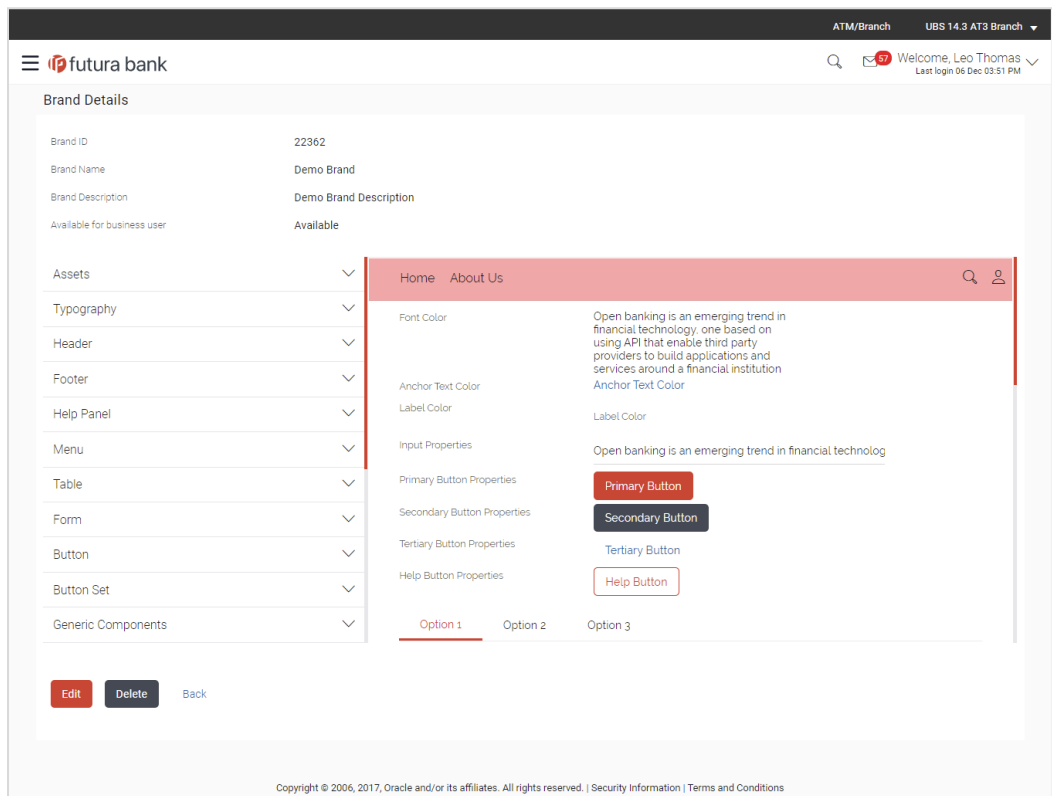 ATM/Branch UBS 14.3 AT3 Branch
futura bank
57
Welcome, Leo Thomas
Last login 06 Dec 03:51 PM
Brand Details
Brand ID 22362
Brand Name Demo Brand
Brand Description Demo Brand Description
Available for business user Available
Assets
Typography
Header
Footer
Help Panel
Menu
Table
Form
Button
Button Set
Generic Components
Home About Us
Font Color
Open banking is an emerging trend in
financial technology, one based on
using API that enable third party
providers to build applications and
services around a financial institution
Anchor Text Color Anchor Text Color
Label Color Label Color
Input Properties Open banking is an emerging trend in financial technolog
Primary Button Properties Primary Button
Secondary Button Properties Secondary Button
Tertiary Button Properties Tertiary Button
Help Button Properties Help Button
Option 1 Option 2 Option 3
Edit Delete Back
Copyright © 2006, 2017, Oracle and/or its affiliates. All rights reserved. | Security Information | Terms and Conditions